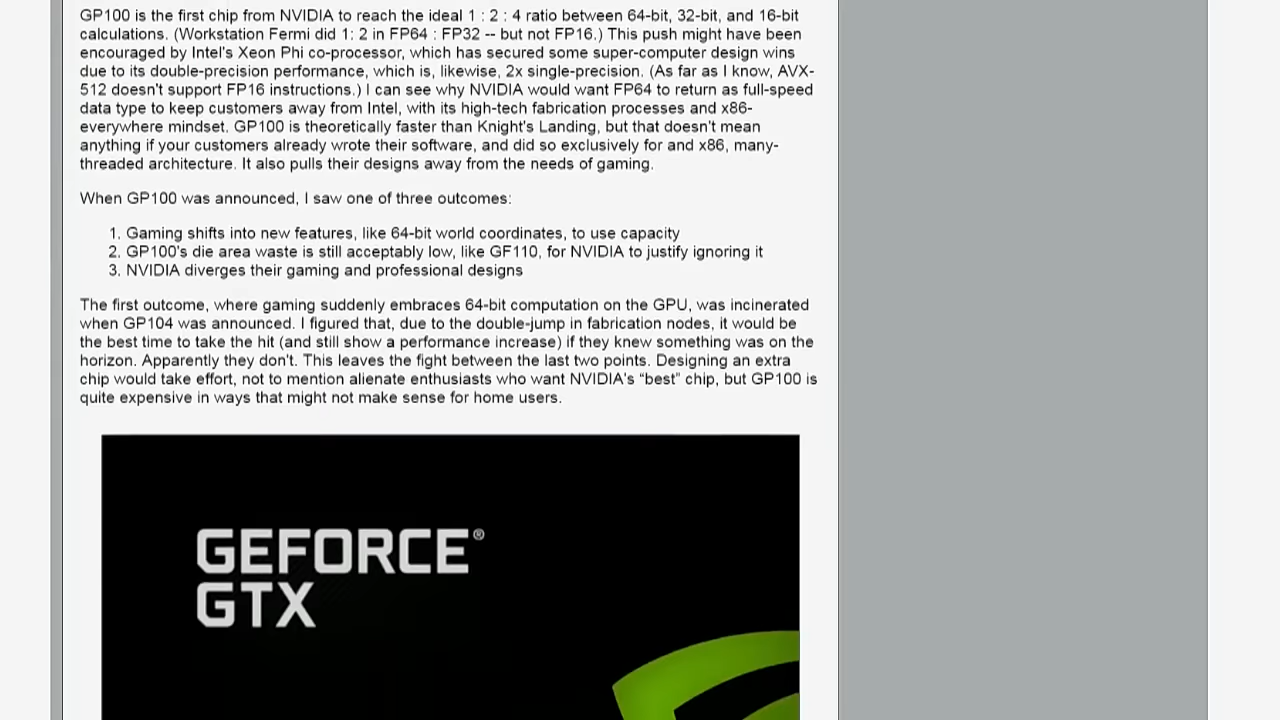 GP100 is the first chip from NVIDIA to reach the ideal 1 : 2 : 4 ratio between 64-bit, 32-bit, and 16-bit
calculations. (Workstation Fermi did 1: 2 in FP64 : FP32 -- but not FP16.) This push might have been
encouraged by Intel's Xeon Phi co-processor, which has secured some super-computer design wins
due to its double-precision performance, which is, likewise, 2x single-precision. (As far as I know, AVX-
512 doesn't support FP16 instructions.) I can see why NVIDIA would want FP64 to return as full-speed
data type to keep customers away from Intel, with its high-tech fabrication processes and x86-
everywhere mindset. GP100 is theoretically faster than Knight's Landing, but that doesn't mean
anything if your customers already wrote their software, and did so exclusively for and x86, many-
threaded architecture. It also pulls their designs away from the needs of gaming.
When GP100 was announced, I saw one of three outcomes:
1. Gaming shifts into new features, like 64-bit world coordinates, to use capacity
2. GP100's die area waste is still acceptably low, like GF110, for NVIDIA to justify ignoring it
3. NVIDIA diverges their gaming and professional designs
The first outcome, where gaming suddenly embraces 64-bit computation on the GPU, was incinerated
when GP104 was announced. I figured that, due to the double-jump in fabrication nodes, it would be
the best time to take the hit (and still show a performance increase) if they knew something was on the
horizon. Apparently they don't. This leaves the fight between the last two points. Designing an extra
chip would take effort, not to mention alienate enthusiasts who want NVIDIA's “best” chip, but GP100 is
quite expensive in ways that might not make sense for home users.
GEFORCE®
GTX